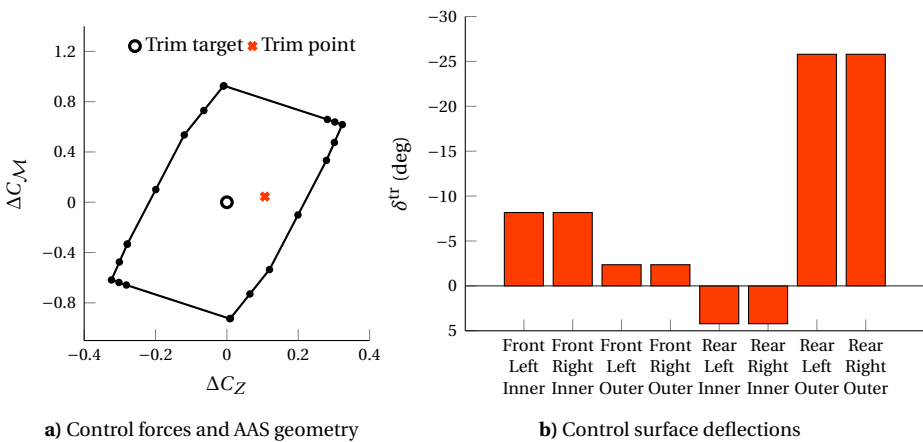 Trim target
Trim point
1.2
0.8
0.4
0
−0.4
−0.8
−0.4
−0.2
0
0.2
0.4
ΔC_ℳ
ΔC_Z
a) Control forces and AAS geometry
-30
-25
-20
-10
-5
0
5
δ^tr (deg)
Front Left Inner
Front Right Inner
Front Left Outer
Front Right Outer
Rear Left Inner
Rear Right Inner
Rear Left Outer
Rear Right Outer
b) Control surface deflections